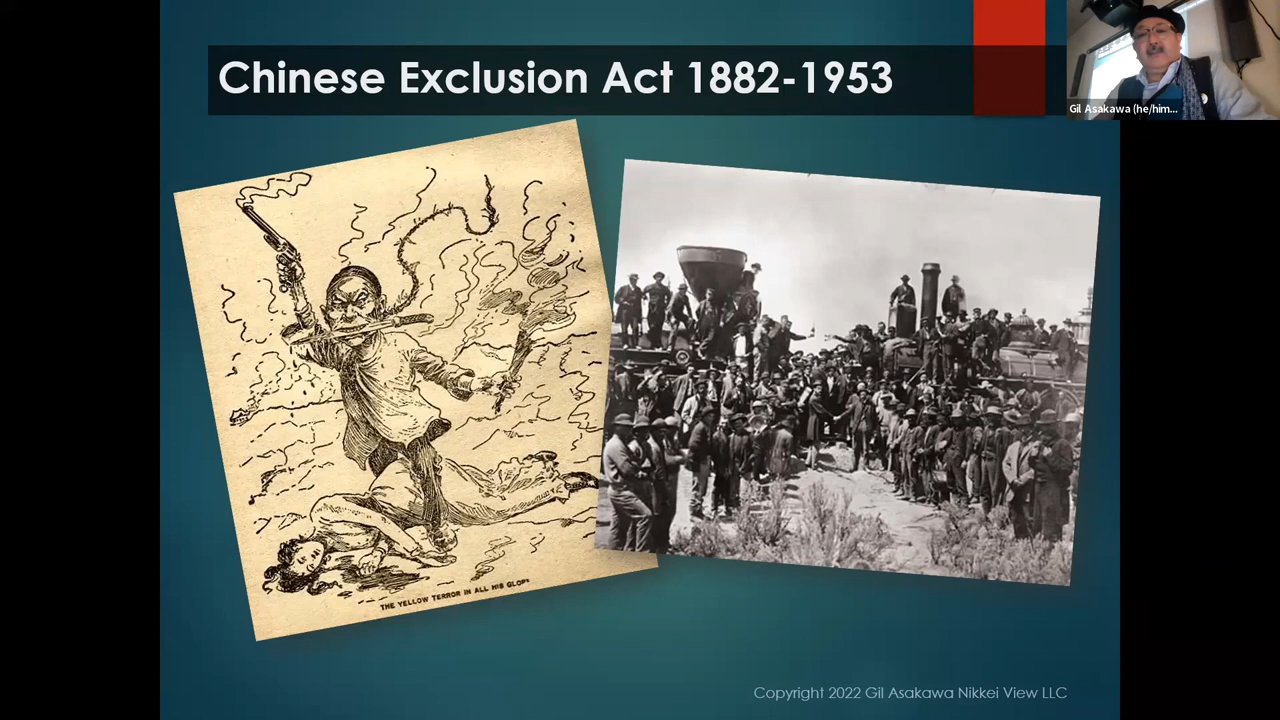 Chinese Exclusion Act 1882-1953
Gil Asakawa (he/him...
THE YELLOW TERROR IN ALL HIS GLORY
Copyright 2022 Gil Asakawa Nikkei View LLC